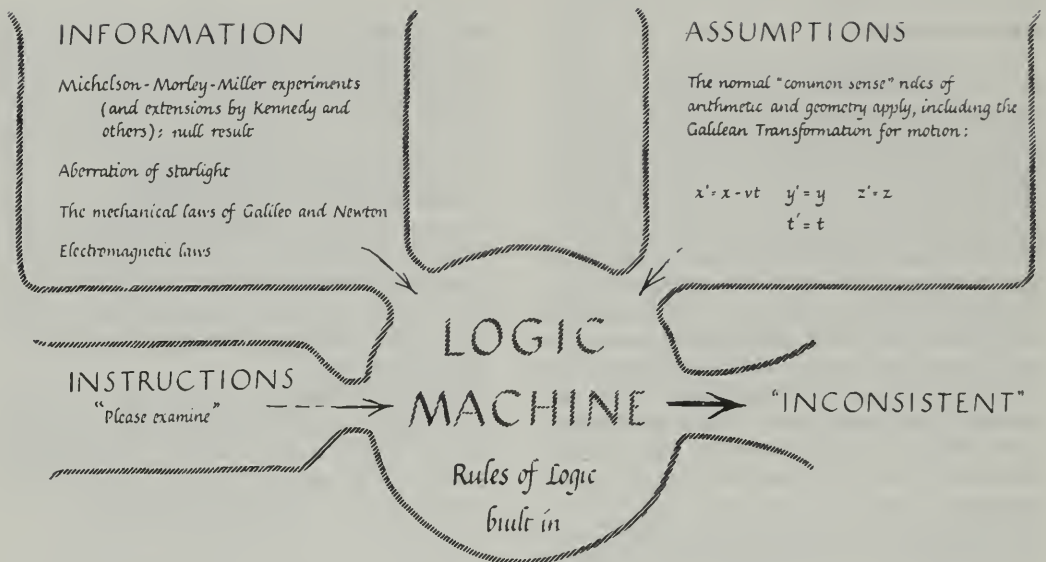 INFORMATION
Michelson-Morley-Miller experiments
(and extensions by Kennedy and
others): null result
Aberration of starlight
The mechanical laws of Galileo and Newton
Electromagnetic laws
ASSUMPTIONS
The normal "common sense" rules of
arithmetic and geometry apply, including the
Galilean Transformation for motion:
x' = x - vt y' = y z' = z
t' = t
INSTRUCTIONS
"Please examine"
LOGIC
MACHINE
Rules of Logic
built in
"INCONSISTENT"